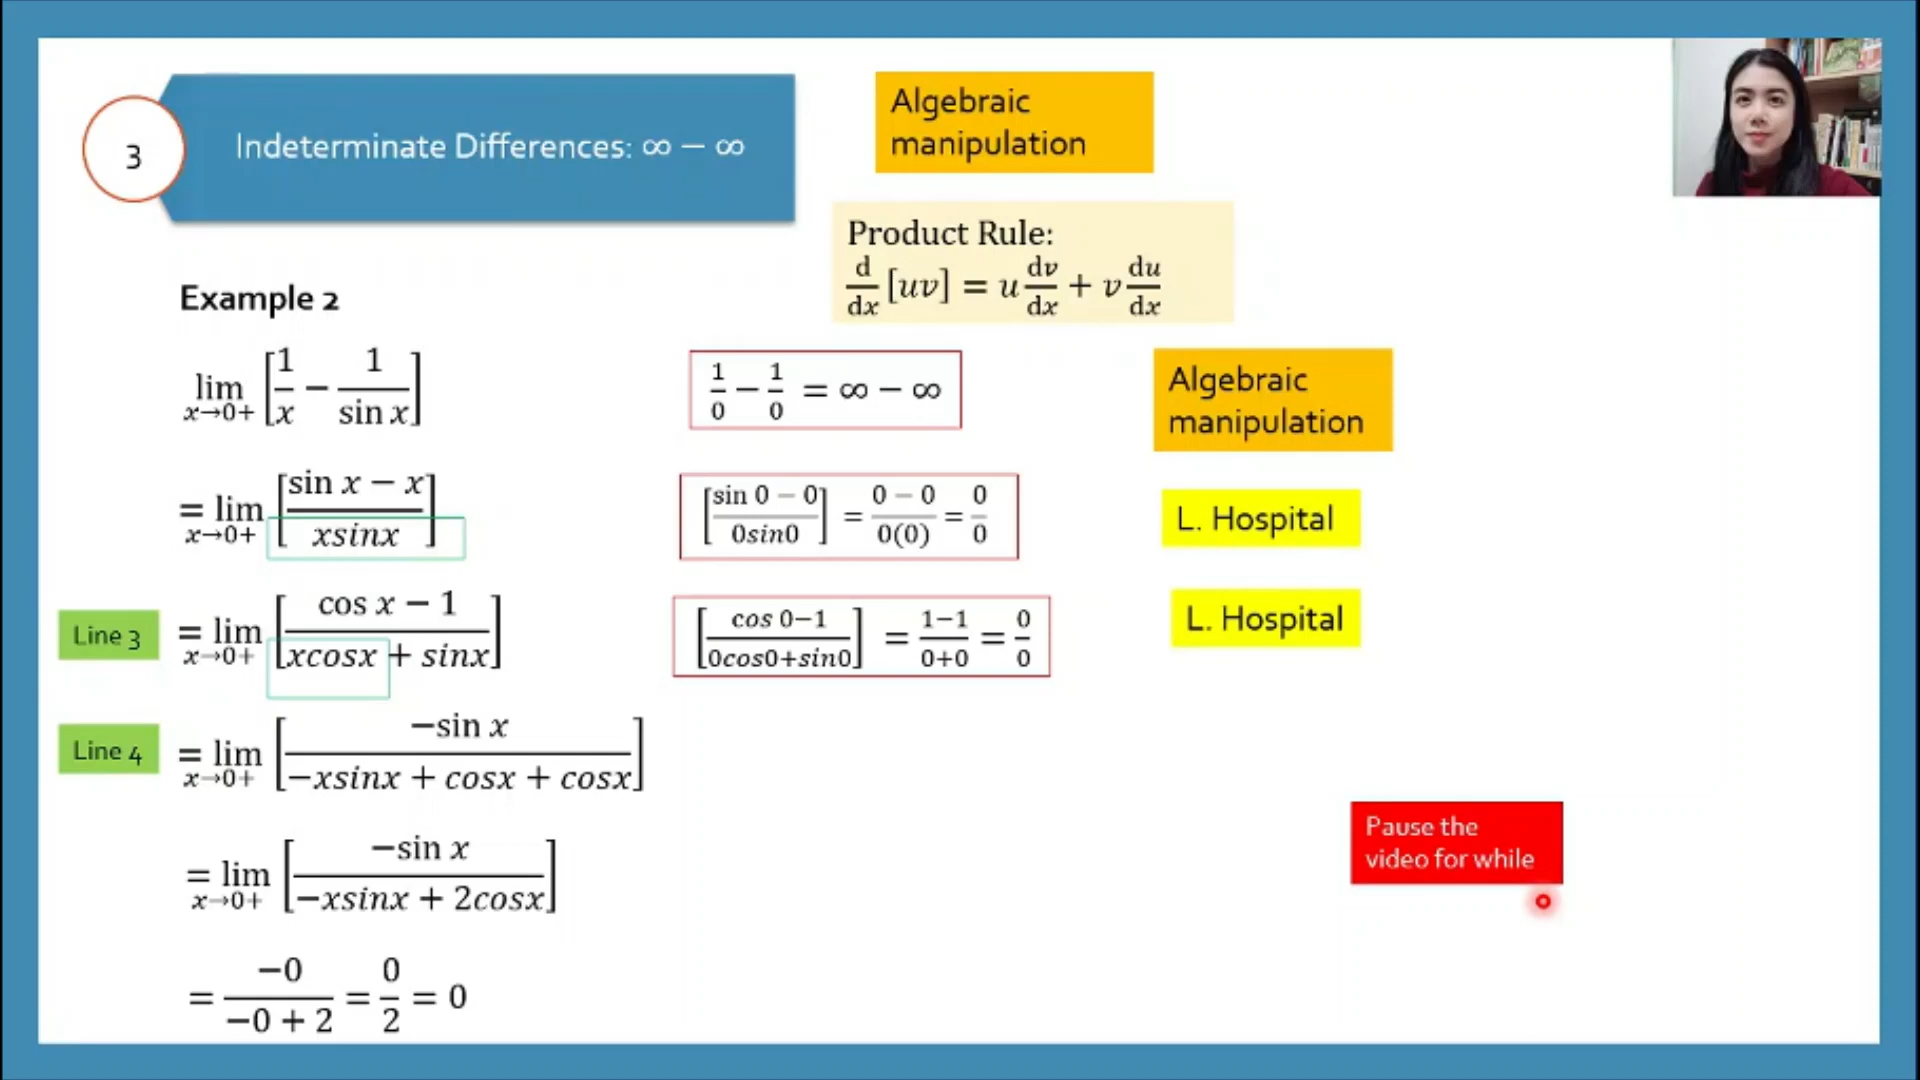 3
Indeterminate Differences: ∞ − ∞
Algebraic
manipulation
Product Rule:
d/dx [uv] = u dv/dx + v du/dx
Example 2
lim x→0+ [1/x − 1/sin x]
1/0 − 1/0 = ∞ − ∞
Algebraic
manipulation
= lim x→0+ [(sin x − x)/(xsinx)]
[(sin 0 − 0)/(0sin0)] = (0 − 0)/(0(0)) = 0/0
L. Hospital
Line 3
= lim x→0+ [(cos x − 1)/(xcosx + sinx)]
[(cos 0−1)/(0cos0+sin0)] = (1−1)/(0+0) = 0/0
L. Hospital
Line 4
= lim x→0+ [(−sin x)/(−xsinx + cosx + cosx)]
= lim x→0+ [(−sin x)/(−xsinx + 2cosx)]
Pause the
video for while
= (−0)/(−0 + 2) = 0/2 = 0